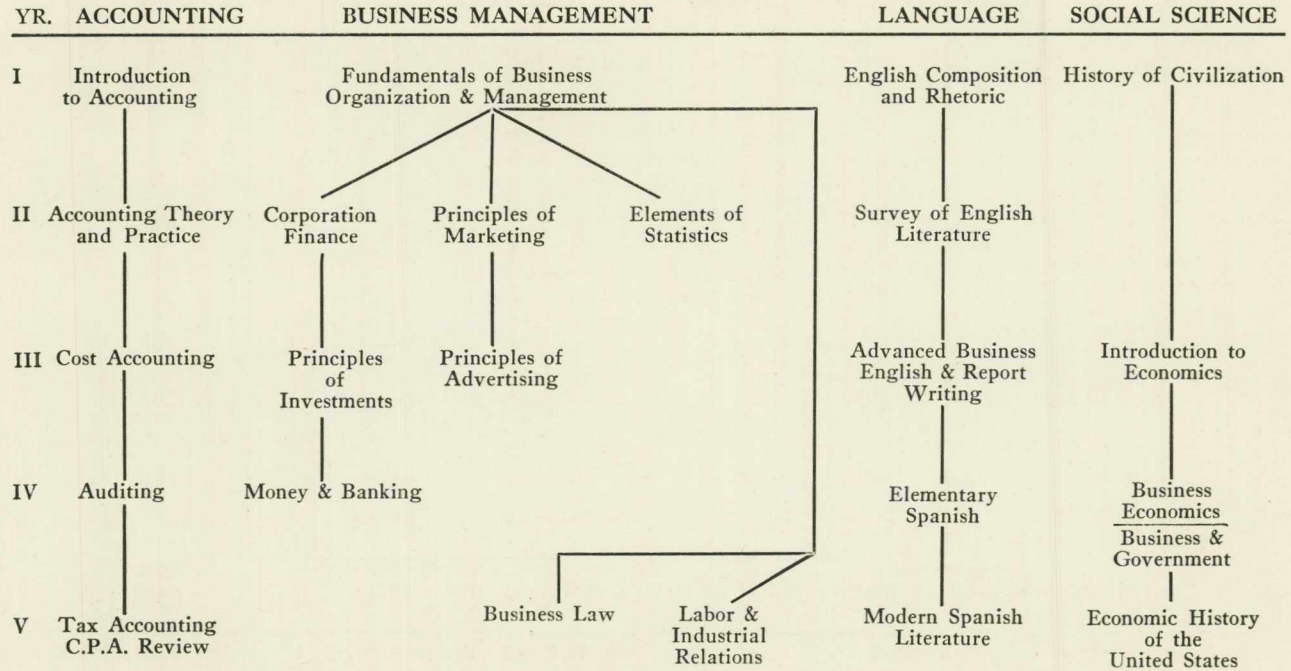 YR. ACCOUNTING BUSINESS MANAGEMENT LANGUAGE SOCIAL SCIENCE
I Introduction
to Accounting
Fundamentals of Business
Organization & Management
English Composition
and Rhetoric
History of Civilization
II Accounting Theory
and Practice
Corporation
Finance
Principles of
Marketing
Elements of
Statistics
Survey of English
Literature
III Cost Accounting
Principles
of
Investments
Principles of
Advertising
Advanced Business
English & Report
Writing
Introduction to
Economics
IV Auditing
Money & Banking
Elementary
Spanish
Business
Economics
Business &
Government
V Tax Accounting
C.P.A. Review
Business Law
Labor &
Industrial
Relations
Modern Spanish
Literature
Economic History
of the
United States